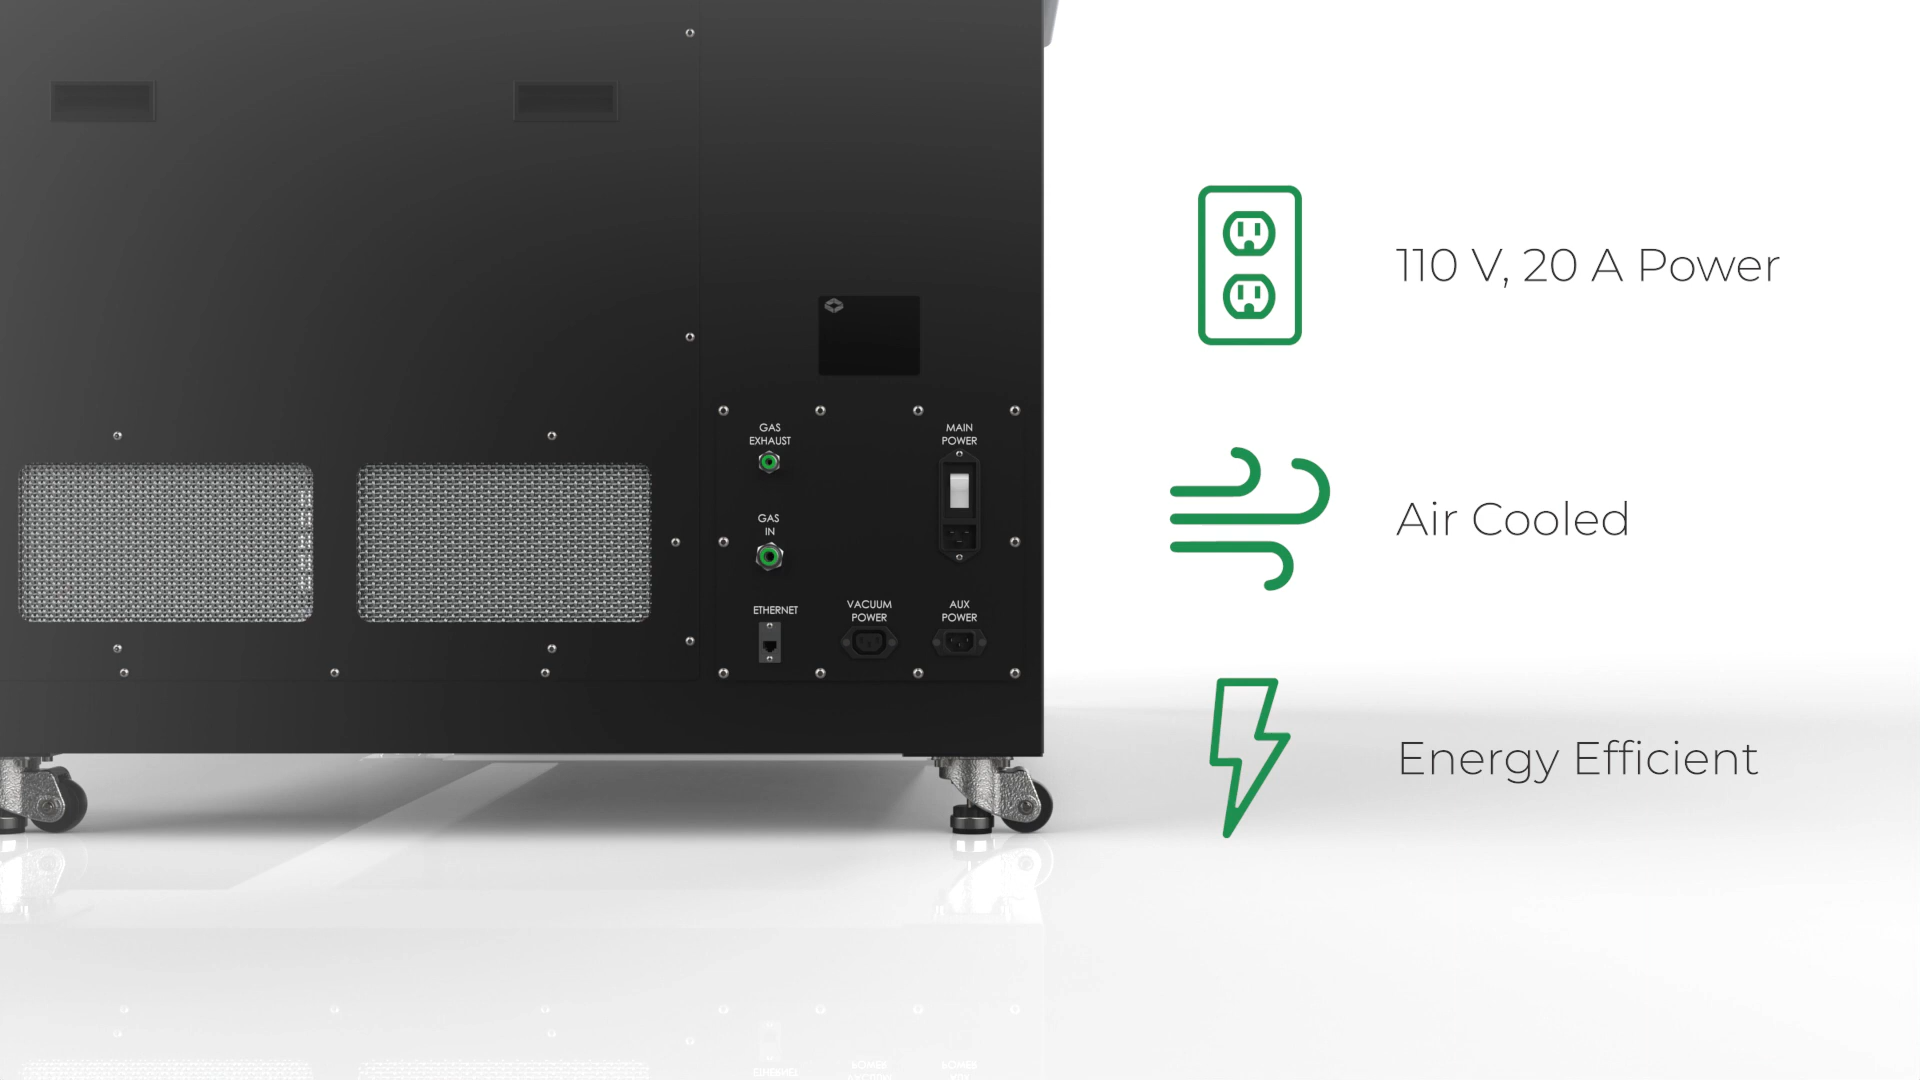 GAS
EXHAUST
MAIN
POWER
GAS
IN
ETHERNET
VACUUM
POWER
AUX
POWER
110 V, 20 A Power
Air Cooled
Energy Efficient